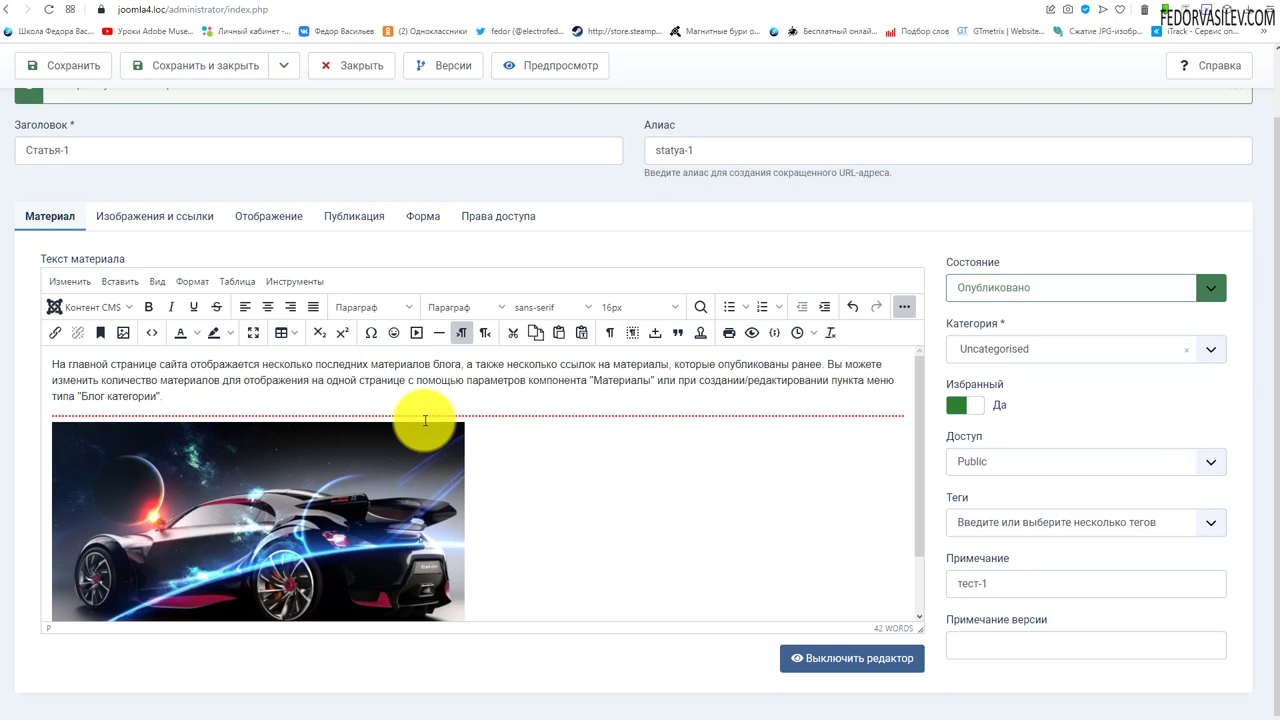 joomla4.loc/administrator/index.php
FEDORVASILEV.COM
Школа Федора Вас...
Уроки Adobe Muse...
Личный кабинет -...
Федор Васильев
(2) Одноклассники
fedor (@electrofed...
http://store.steamp...
Магнитные бури о...
Бесплатный онлай...
Подбор слов
GTmetrix | Website...
Сжатие JPG-изобр...
iTrack - Сервис оп...
Сохранить
Сохранить и закрыть
Закрыть
Версии
Предпросмотр
? Справка
Заголовок *
Алиас
Статья-1
statya-1
Введите алиас для создания сокращенного URL-адреса.
Материал Изображения и ссылки Отображение Публикация Форма Права доступа
Текст материала
Изменить Вставить Вид Формат Таблица Инструменты
Контент CMS B I U S Параграф Параграф sans-serif 16px
На главной странице сайта отображается несколько последних материалов блога, а также несколько ссылок на материалы, которые опубликованы ранее. Вы можете
изменить количество материалов для отображения на одной странице с помощью параметров компонента "Материалы" или при создании/редактировании пункта меню
типа "Блог категории".
P
42 WORDS
Выключить редактор
Состояние
Опубликовано
Категория *
Uncategorised
Избранный
Да
Доступ
Public
Теги
Введите или выберите несколько тегов
Примечание
тест-1
Примечание версии